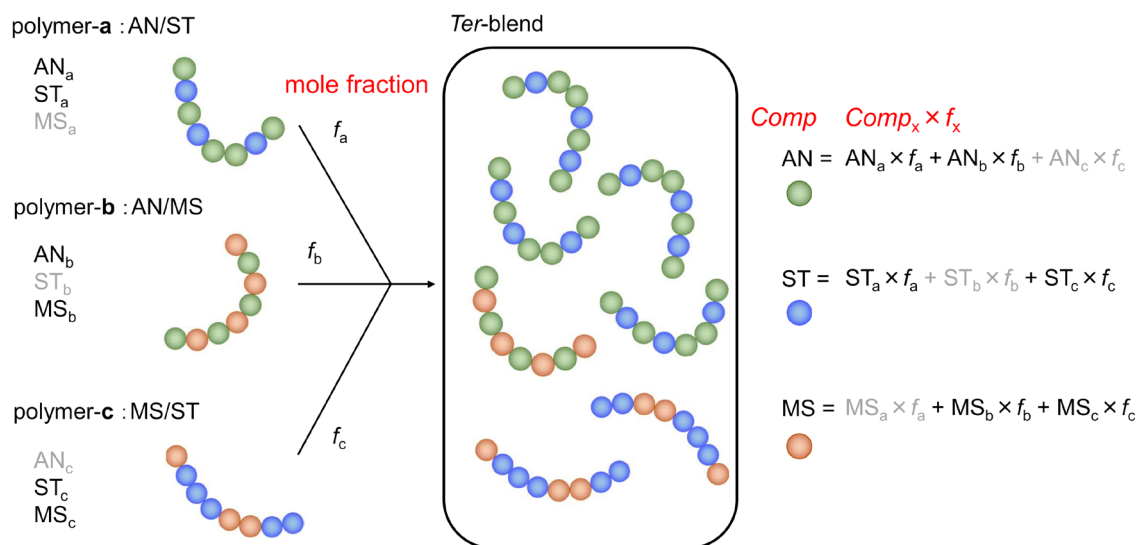 polymer-a : AN/ST
ANa
STa
MSa
polymer-b : AN/MS
ANb
STb
MSb
polymer-c : MS/ST
ANc
STc
MSc
mole fraction
fa
fb
fc
Ter-blend
Comp Compx × fx
AN = ANa × fa + ANb × fb + ANc × fc
ST = STa × fa + STb × fb + STc × fc
MS = MSa × fa + MSb × fb + MSc × fc